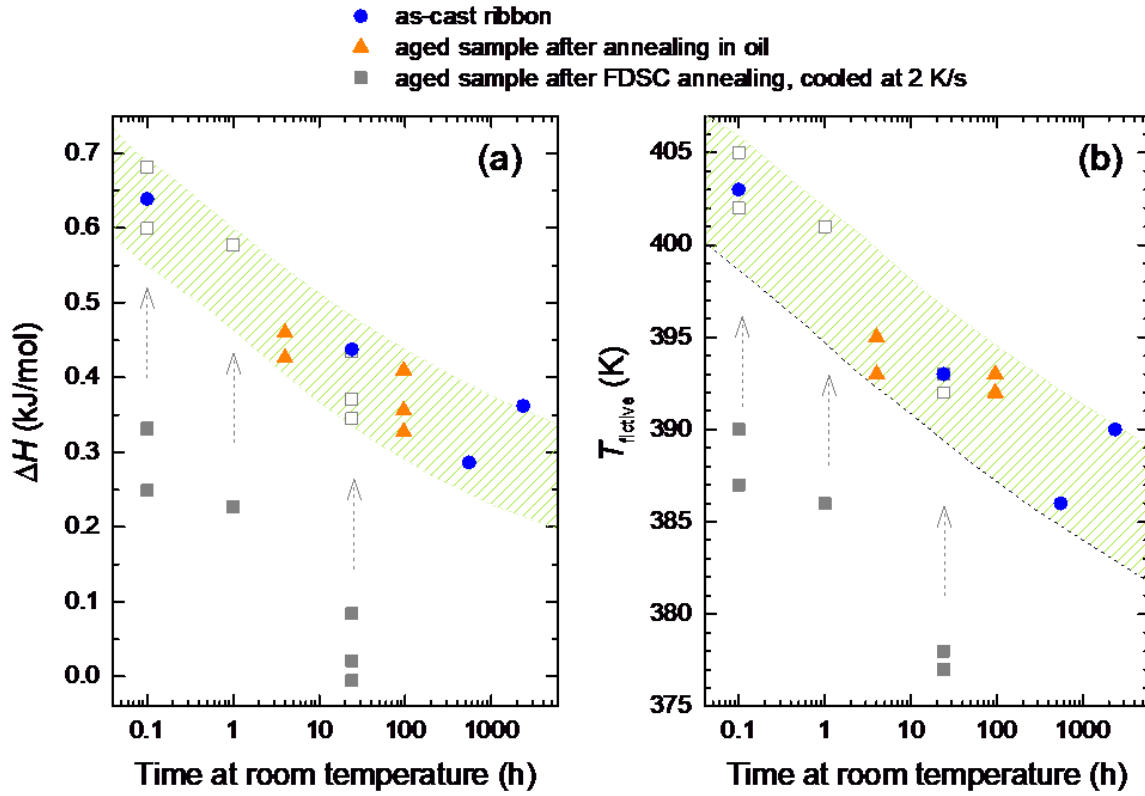 as-cast ribbon
aged sample after annealing in oil
aged sample after FDSC annealing, cooled at 2 K/s
(a)
0.7
0.6
0.5
0.4
0.3
0.2
0.1
0.0
ΔH (kJ/mol)
0.1 1 10 100 1000
Time at room temperature (h)
(b)
405
400
395
390
385
380
375
T_fictive (K)
0.1 1 10 100 1000
Time at room temperature (h)